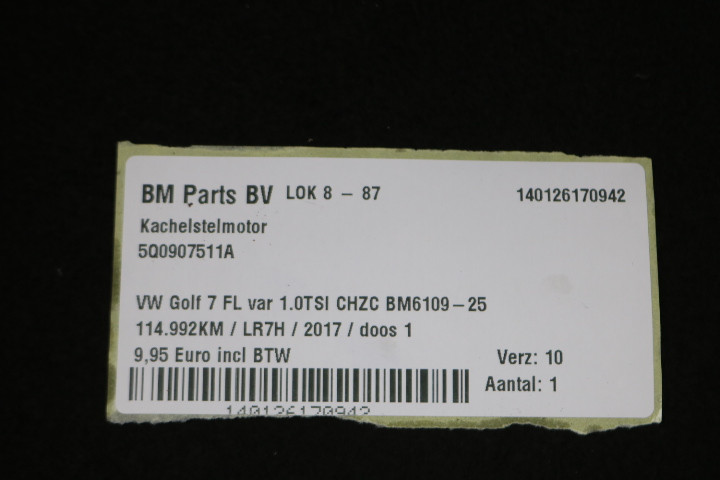 BM Parts BV LOK 8 – 87 140126170942
Kachelstelmotor
5Q0907511A
VW Golf 7 FL var 1.0TSI CHZC BM6109–25
114.992KM / LR7H / 2017 / doos 1
9,95 Euro incl BTW Verz: 10
Aantal: 1
140126170942